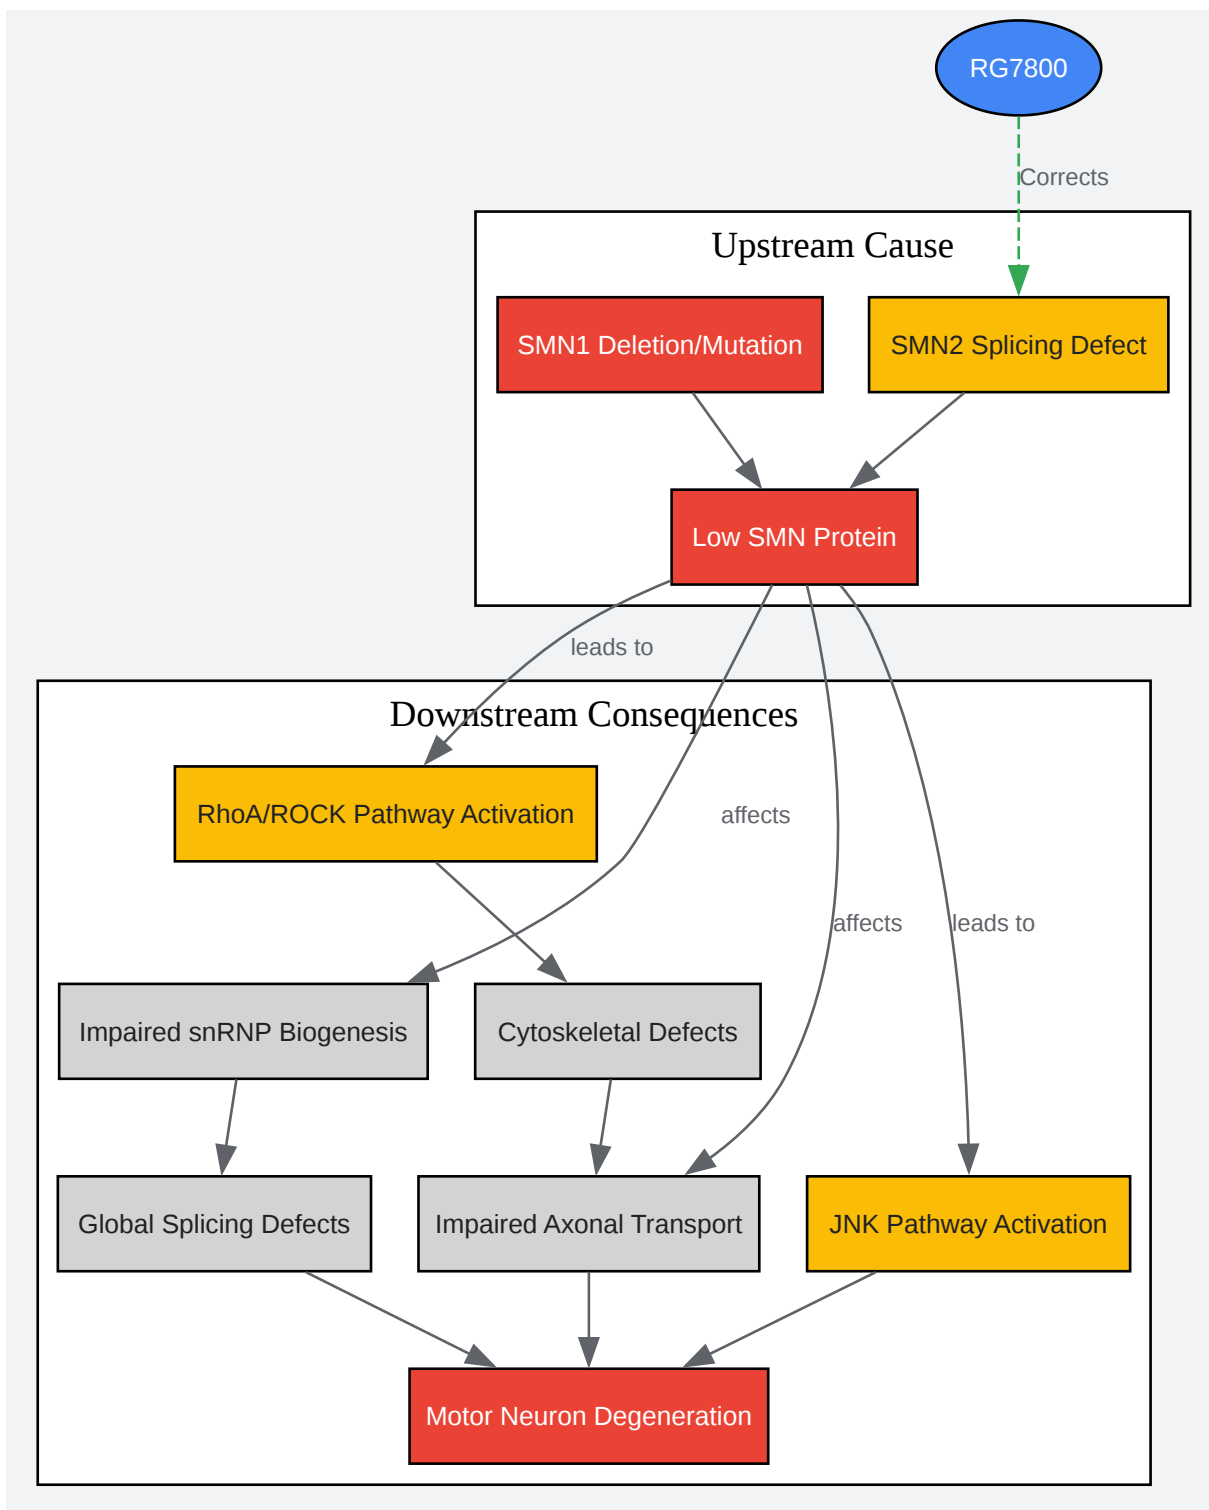 RG7800
Corrects
Upstream Cause
SMN1 Deletion/Mutation
SMN2 Splicing Defect
Low SMN Protein
leads to
Downstream Consequences
RhoA/ROCK Pathway Activation
affects
affects
leads to
Impaired snRNP Biogenesis
Cytoskeletal Defects
Global Splicing Defects
Impaired Axonal Transport
JNK Pathway Activation
Motor Neuron Degeneration